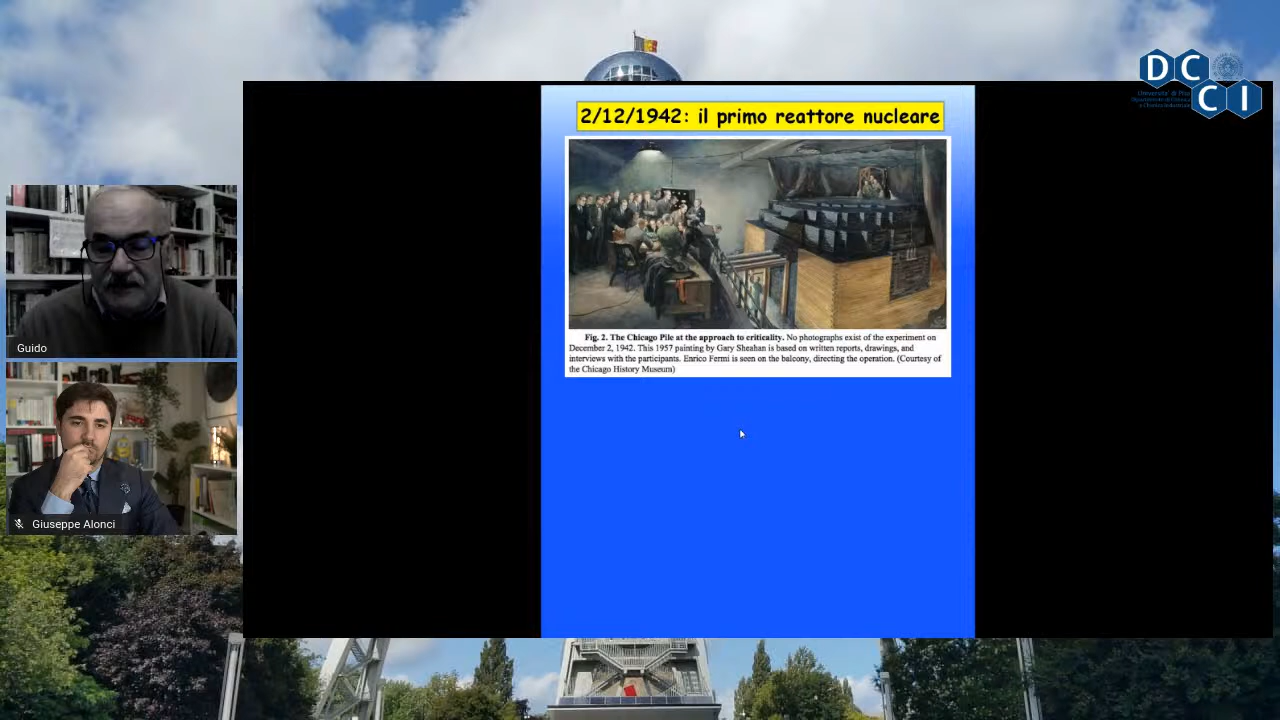 DC
CI
Università di Pisa
2/12/1942: il primo reattore nucleare
Fig. 2. The Chicago Pile at the approach to criticality. No photographs exist of the experiment on
December 2, 1942. This 1957 painting by Gary Sheahan is based on written reports, drawings, and
interviews with the participants. Enrico Fermi is seen on the balcony, directing the operation. (Courtesy of
the Chicago History Museum)
Guido
Giuseppe Alonci